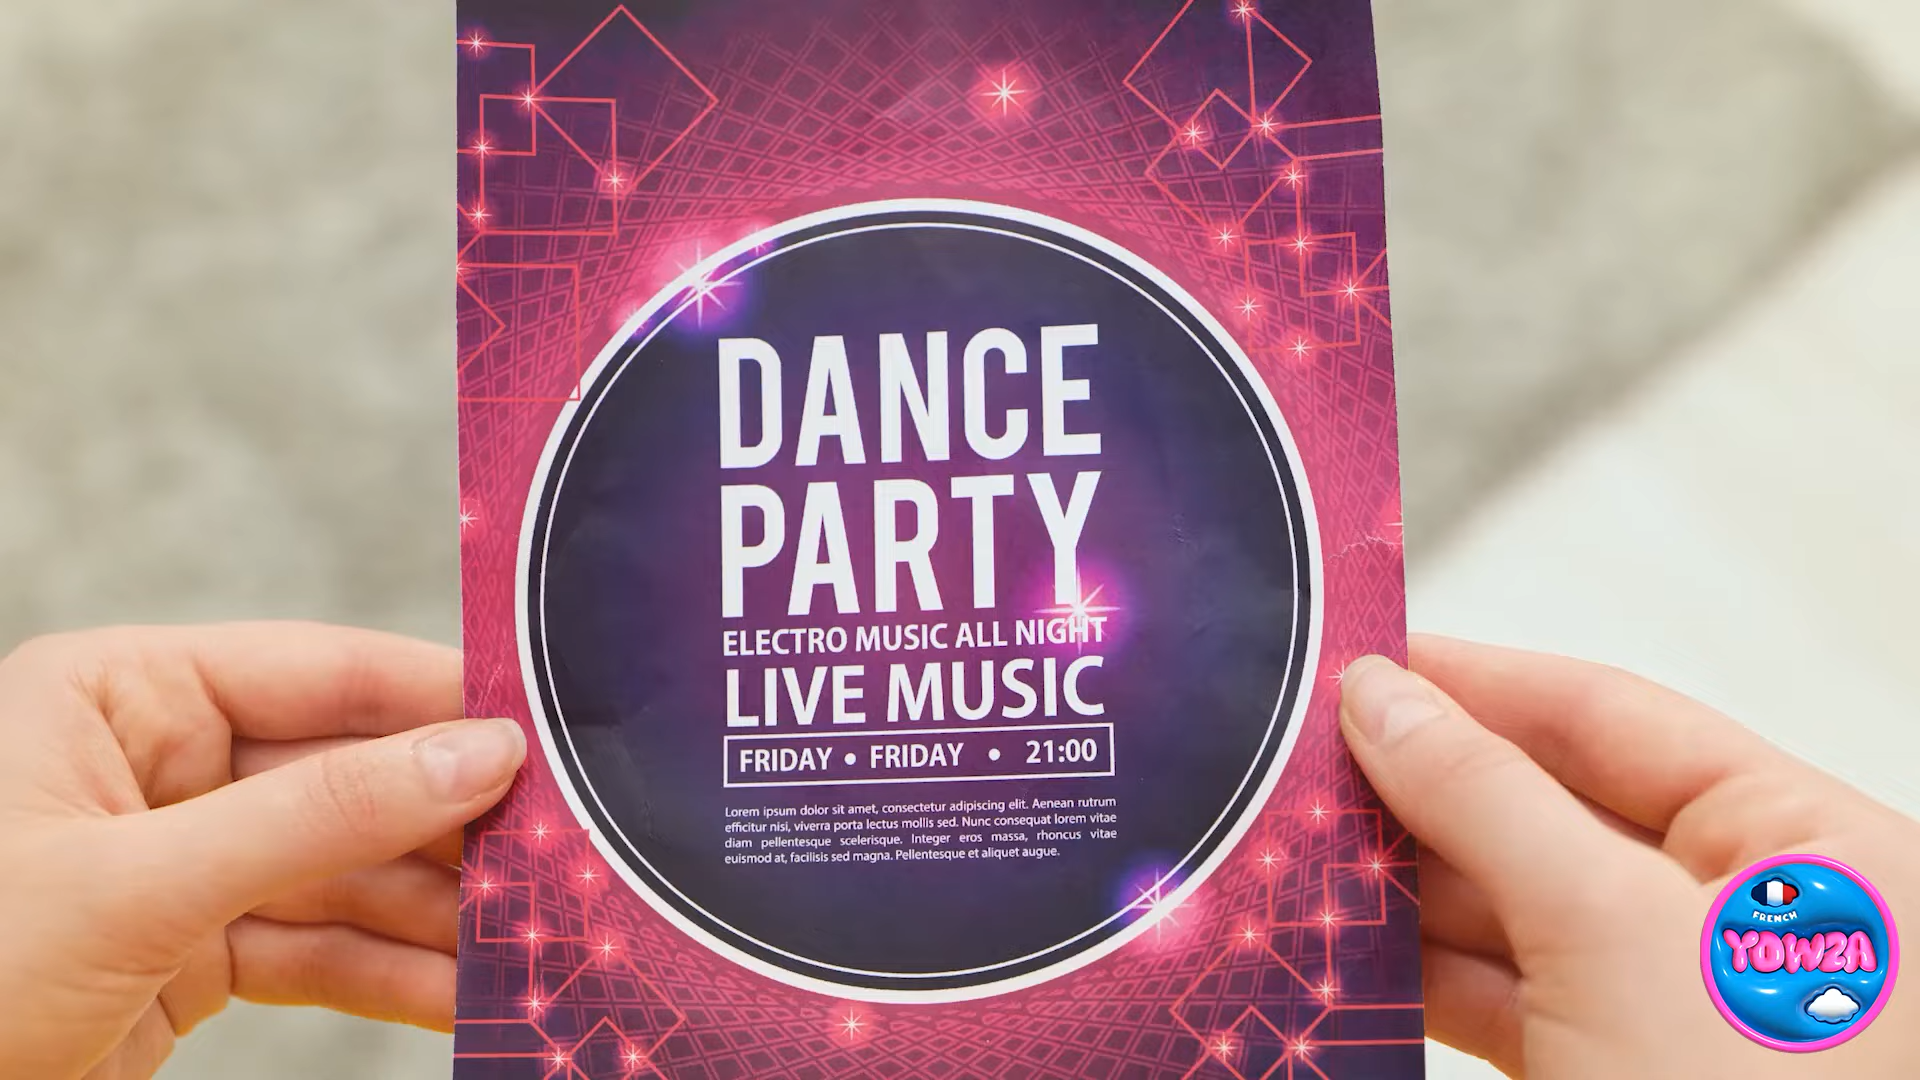 DANCE
PARTY
ELECTRO MUSIC ALL NIGHT
LIVE MUSIC
FRIDAY • FRIDAY • 21:00
Lorem ipsum dolor sit amet, consectetur adipiscing elit. Aenean rutrum
efficitur nisi, viverra porta lectus mollis sed. Nunc consequat lorem vitae
diam pellentesque scelerisque. Integer eros massa, rhoncus vitae
euismod at, facilisis sed magna. Pellentesque et aliquet augue.
FRENCH
YOWZA